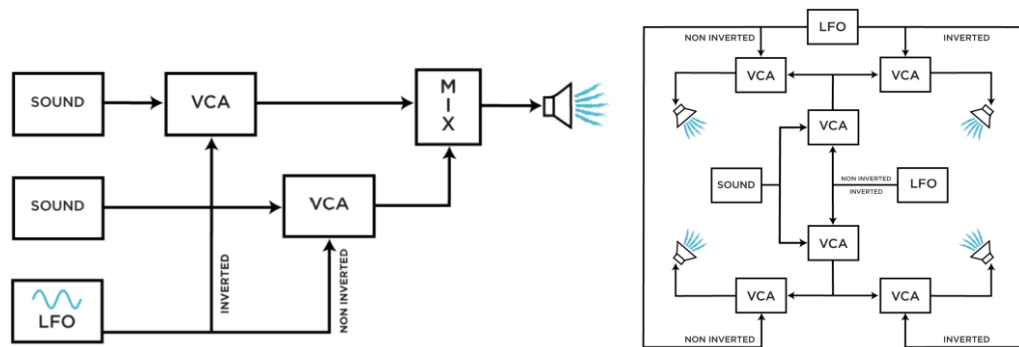 SOUND
VCA
M
I
X
SOUND
VCA
LFO
INVERTED
NON INVERTED
LFO
NON INVERTED
INVERTED
VCA
VCA
VCA
SOUND
NON INVERTED
INVERTED
LFO
VCA
VCA
VCA
NON INVERTED
INVERTED